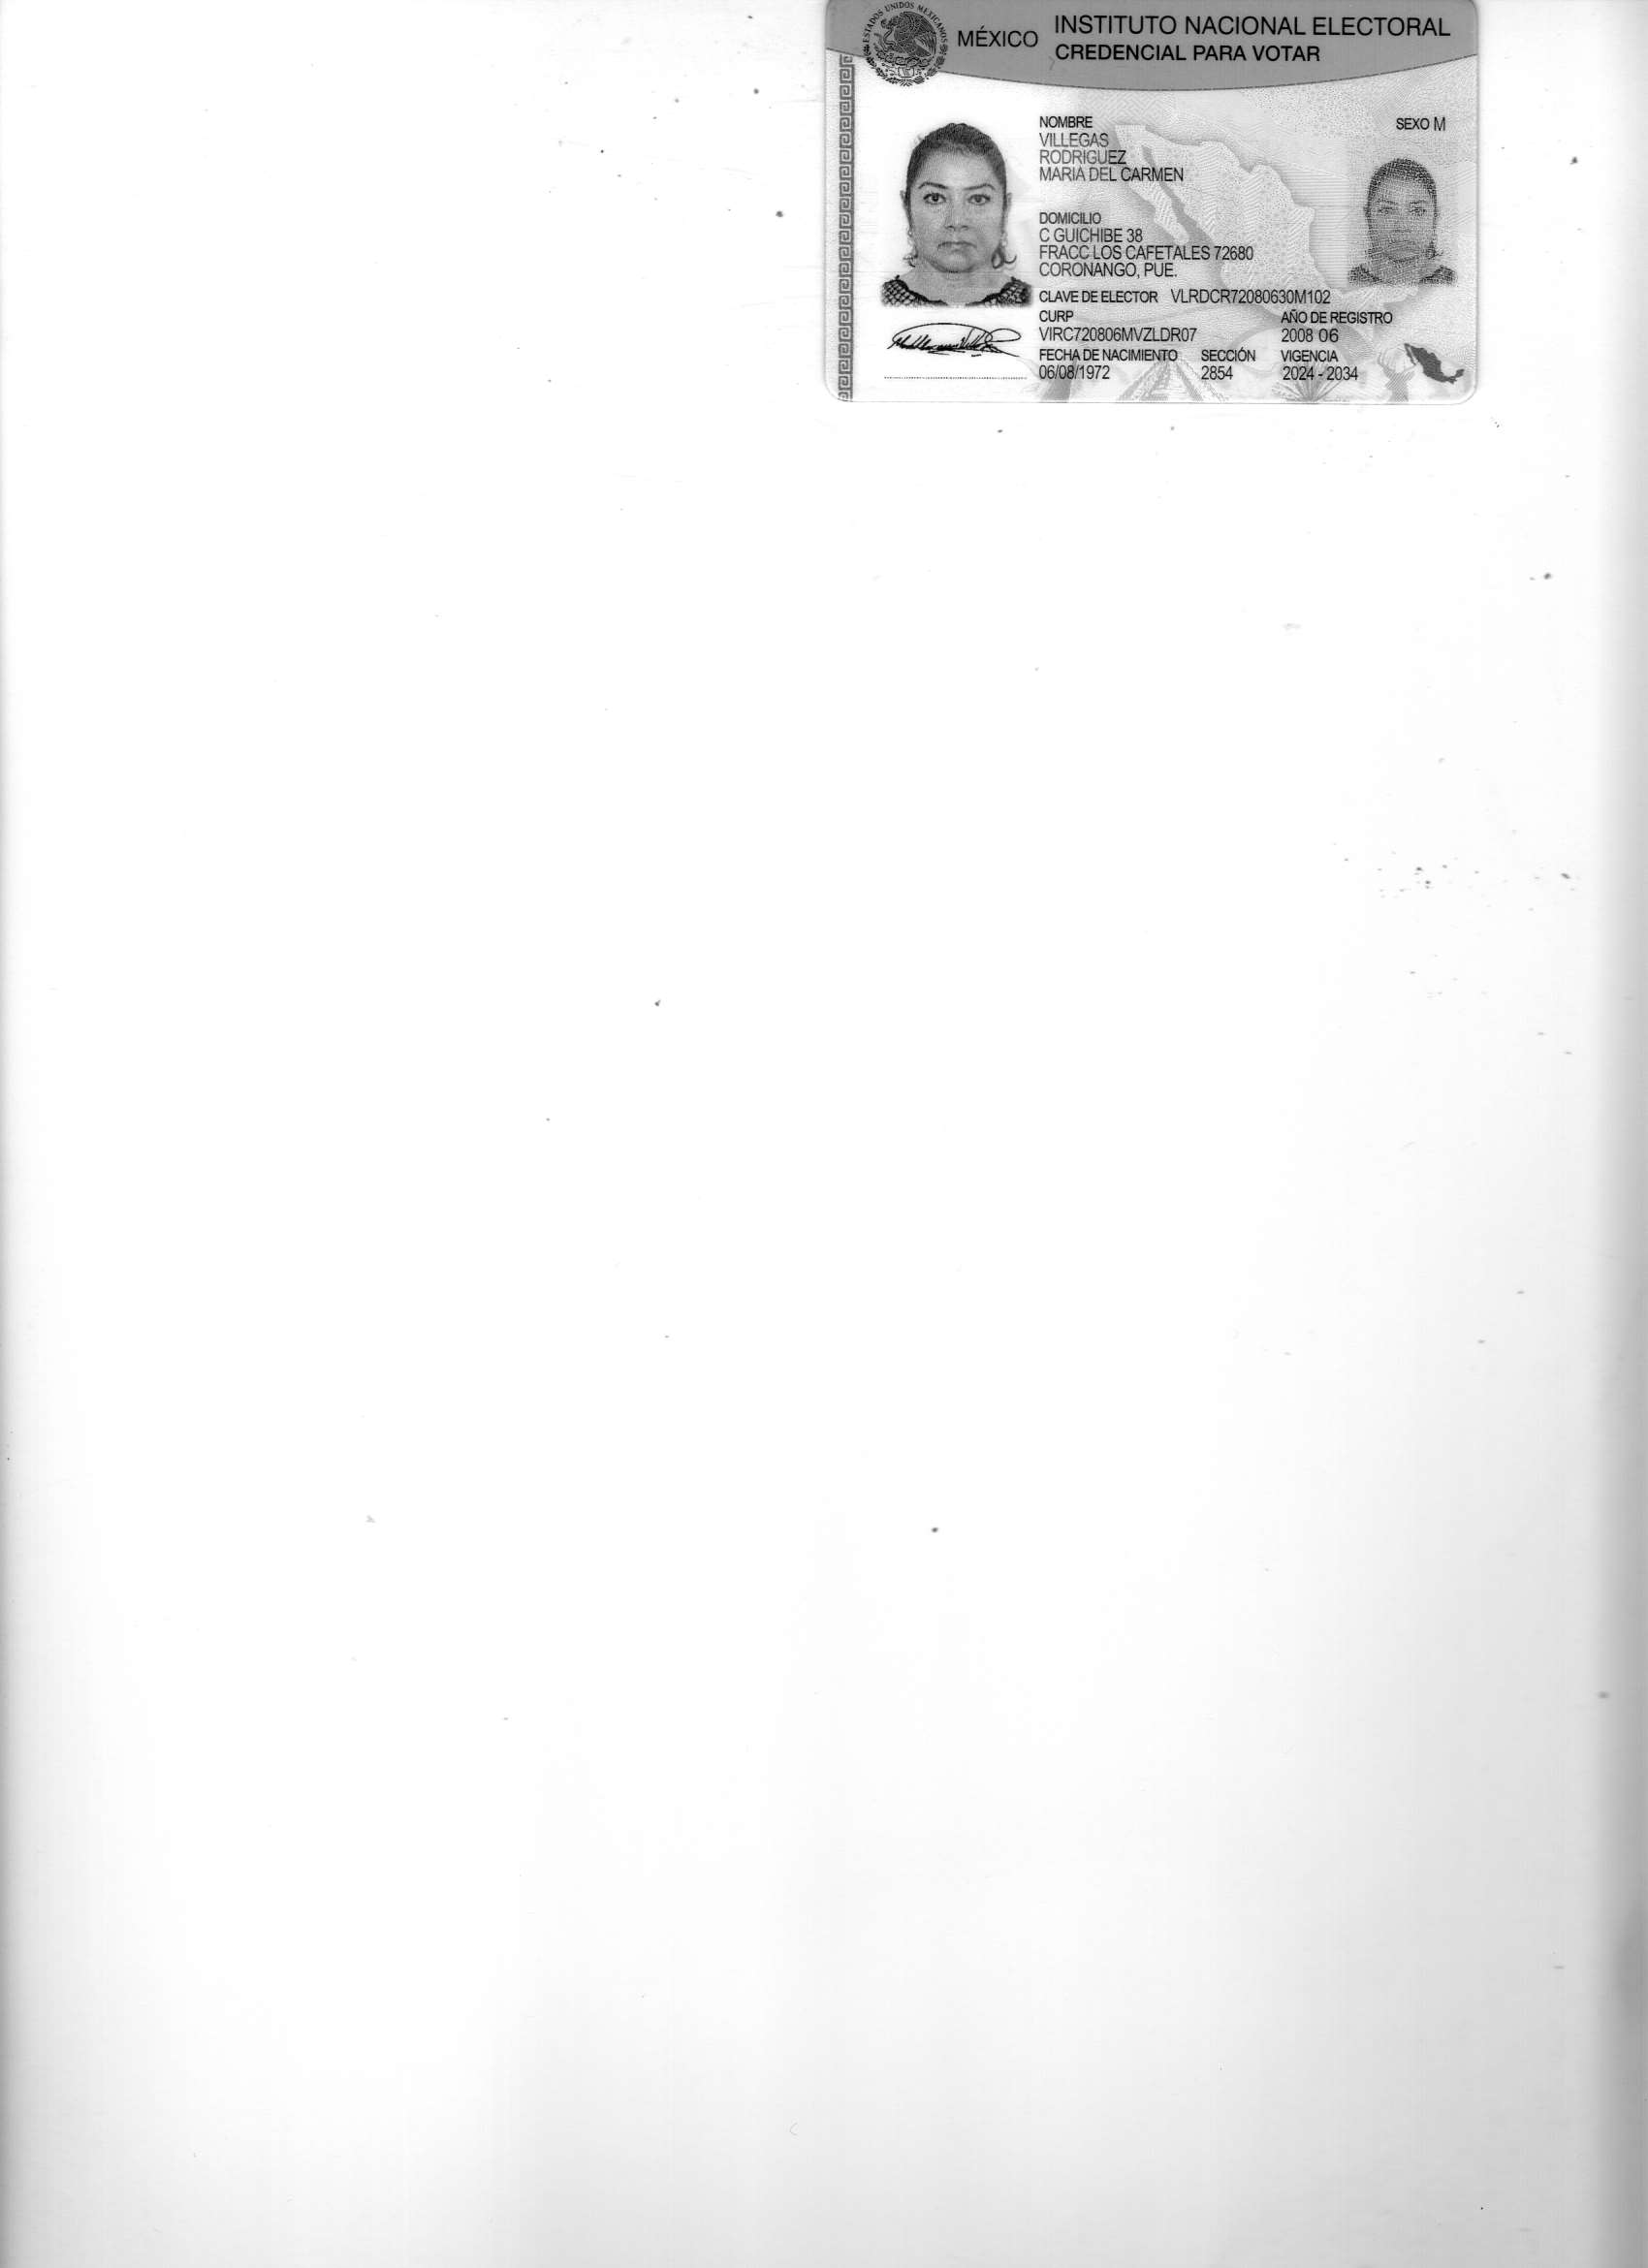 ESTADOS UNIDOS MEXICANOS
MÉXICO
INSTITUTO NACIONAL ELECTORAL
CREDENCIAL PARA VOTAR
NOMBRE
SEXO M
VILLEGAS
RODRIGUEZ
MARIA DEL CARMEN
DOMICILIO
C GUICHIBE 38
FRACC LOS CAFETALES 72680
CORONANGO, PUE.
CLAVE DE ELECTOR VLRDCR72080630M102
CURP
AÑO DE REGISTRO
VIRC720806MVZLDR07
2008 06
FECHA DE NACIMIENTO SECCIÓN VIGENCIA
06/08/1972 2854 2024 - 2034